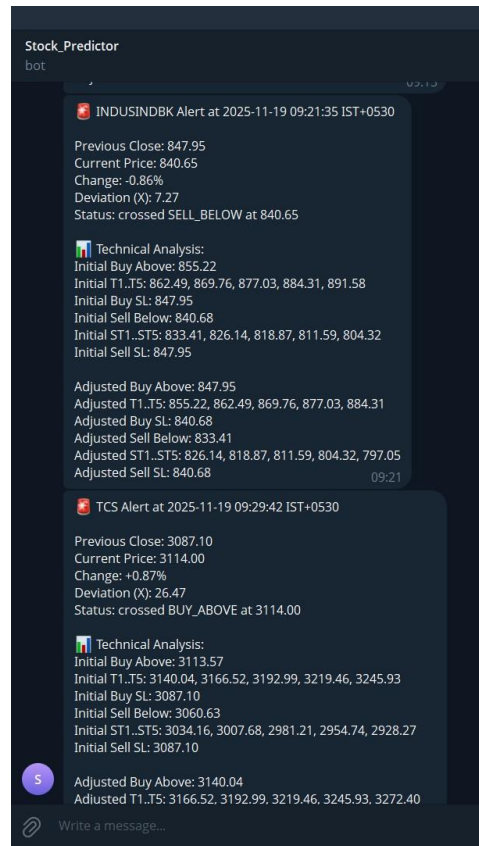 Stock_Predictor
bot
09:15
🚨 INDUSINDBK Alert at 2025-11-19 09:21:35 IST+0530
Previous Close: 847.95
Current Price: 840.65
Change: -0.86%
Deviation (X): 7.27
Status: crossed SELL_BELOW at 840.65
📊 Technical Analysis:
Initial Buy Above: 855.22
Initial T1..T5: 862.49, 869.76, 877.03, 884.31, 891.58
Initial Buy SL: 847.95
Initial Sell Below: 840.68
Initial ST1..ST5: 833.41, 826.14, 818.87, 811.59, 804.32
Initial Sell SL: 847.95
Adjusted Buy Above: 847.95
Adjusted T1..T5: 855.22, 862.49, 869.76, 877.03, 884.31
Adjusted Buy SL: 840.68
Adjusted Sell Below: 833.41
Adjusted ST1..ST5: 826.14, 818.87, 811.59, 804.32, 797.05
Adjusted Sell SL: 840.68
09:21
🚨 TCS Alert at 2025-11-19 09:29:42 IST+0530
Previous Close: 3087.10
Current Price: 3114.00
Change: +0.87%
Deviation (X): 26.47
Status: crossed BUY_ABOVE at 3114.00
📊 Technical Analysis:
Initial Buy Above: 3113.57
Initial T1..T5: 3140.04, 3166.52, 3192.99, 3219.46, 3245.93
Initial Buy SL: 3087.10
Initial Sell Below: 3060.63
Initial ST1..ST5: 3034.16, 3007.68, 2981.21, 2954.74, 2928.27
Initial Sell SL: 3087.10
Adjusted Buy Above: 3140.04
Adjusted T1..T5: 3166.52, 3192.99, 3219.46, 3245.93, 3272.40
S
Write a message...